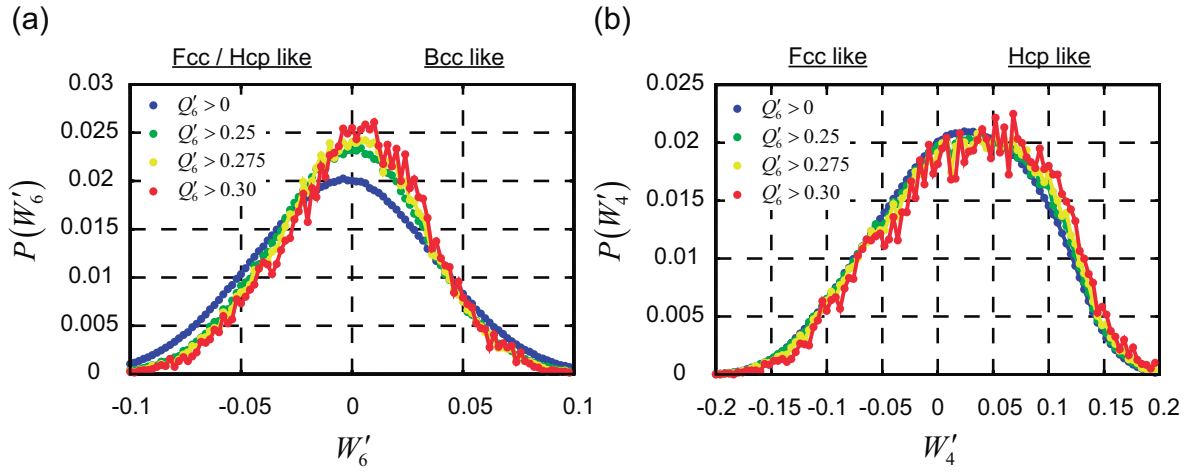 (a)
Fcc / Hcp like
Bcc like
0.03
0.025
0.02
0.015
0.01
0.005
0
P(W′₆)
Q′₆ > 0
Q′₆ > 0.25
Q′₆ > 0.275
Q′₆ > 0.30
-0.1
-0.05
0
0.05
0.1
W′₆
(b)
Fcc like
Hcp like
0.025
0.02
0.015
0.01
0.005
0
P(W′₄)
Q′₆ > 0
Q′₆ > 0.25
Q′₆ > 0.275
Q′₆ > 0.30
-0.2
-0.15
-0.1
-0.05
0
0.05
0.1
0.15
0.2
W′₄